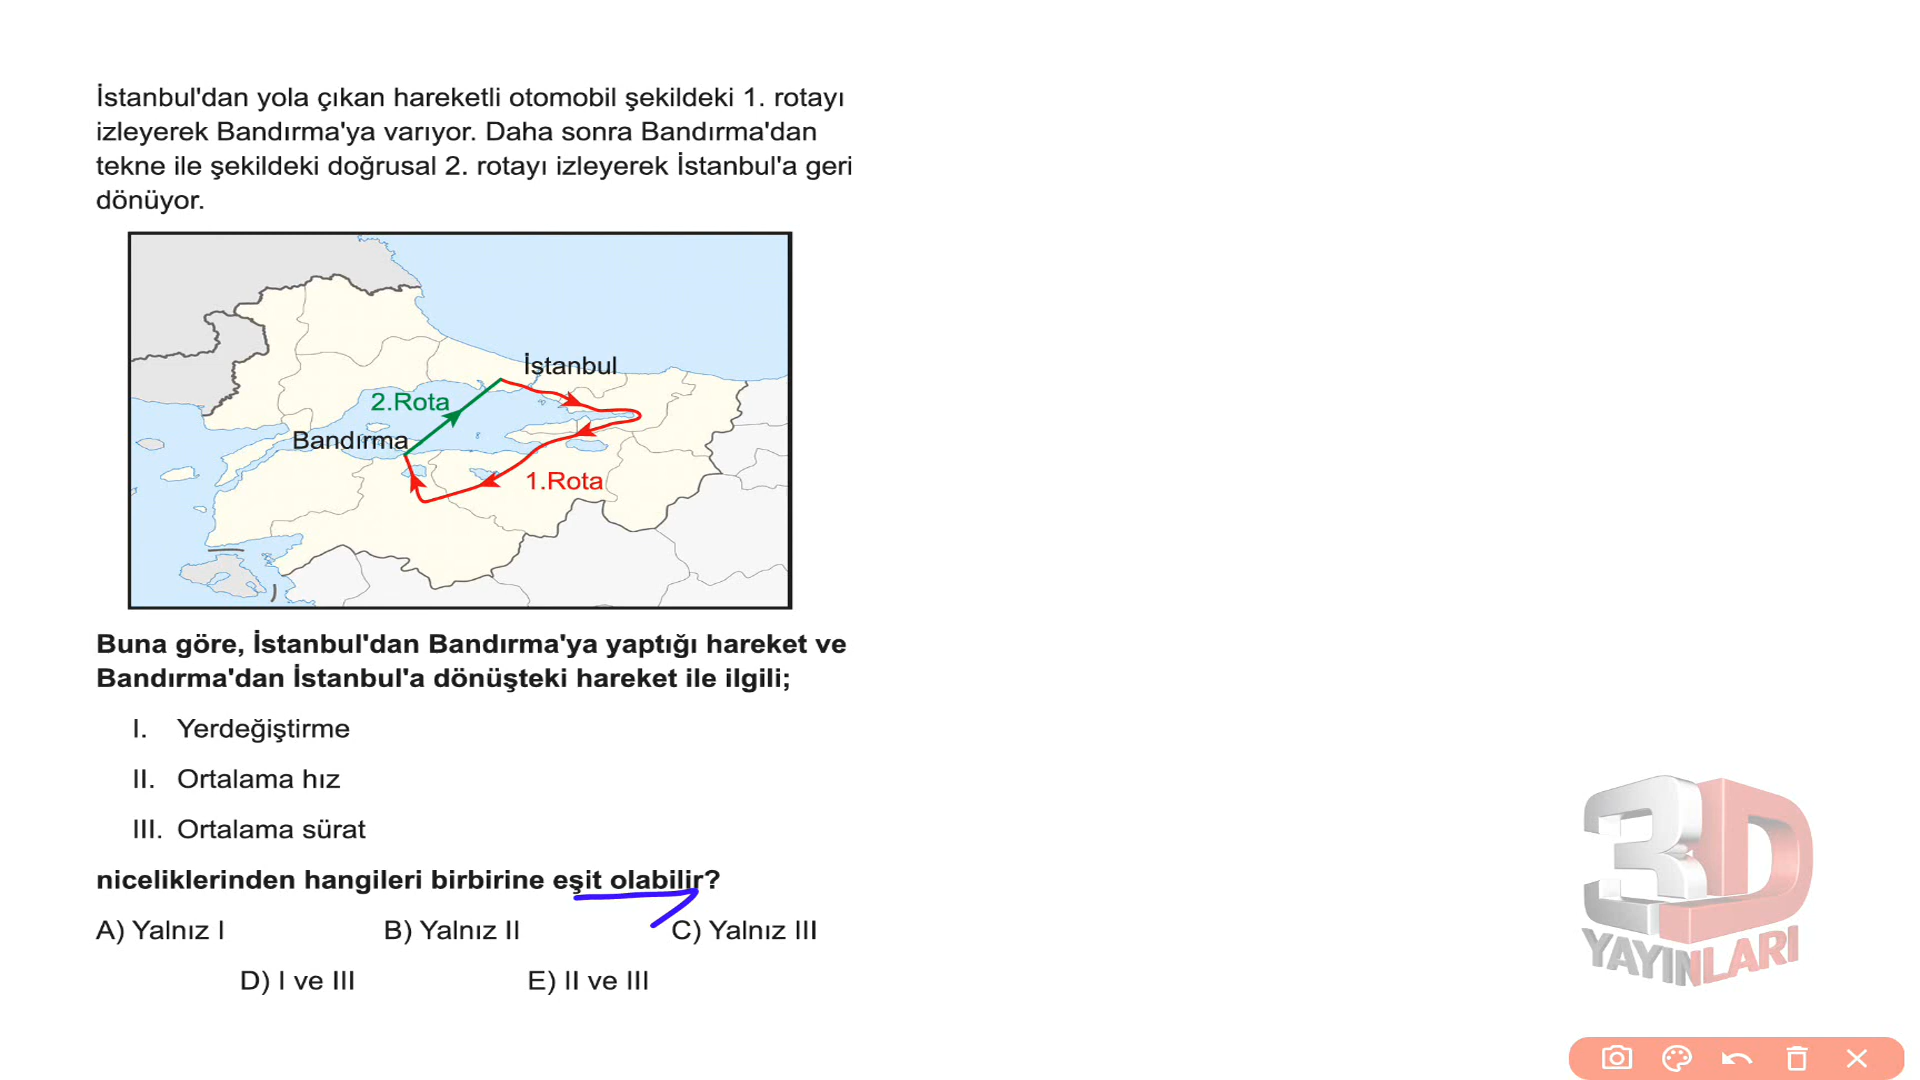 İstanbul'dan yola çıkan hareketli otomobil şekildeki 1. rotayı
izleyerek Bandırma'ya varıyor. Daha sonra Bandırma'dan
tekne ile şekildeki doğrusal 2. rotayı izleyerek İstanbul'a geri
dönüyor.
İstanbul
2.Rota
Bandırma
1.Rota
Buna göre, İstanbul'dan Bandırma'ya yaptığı hareket ve
Bandırma'dan İstanbul'a dönüşteki hareket ile ilgili;
I. Yerdeğiştirme
II. Ortalama hız
III. Ortalama sürat
niceliklerinden hangileri birbirine eşit olabilir?
A) Yalnız I B) Yalnız II C) Yalnız III
D) I ve III E) II ve III
3D
YAYINLARI